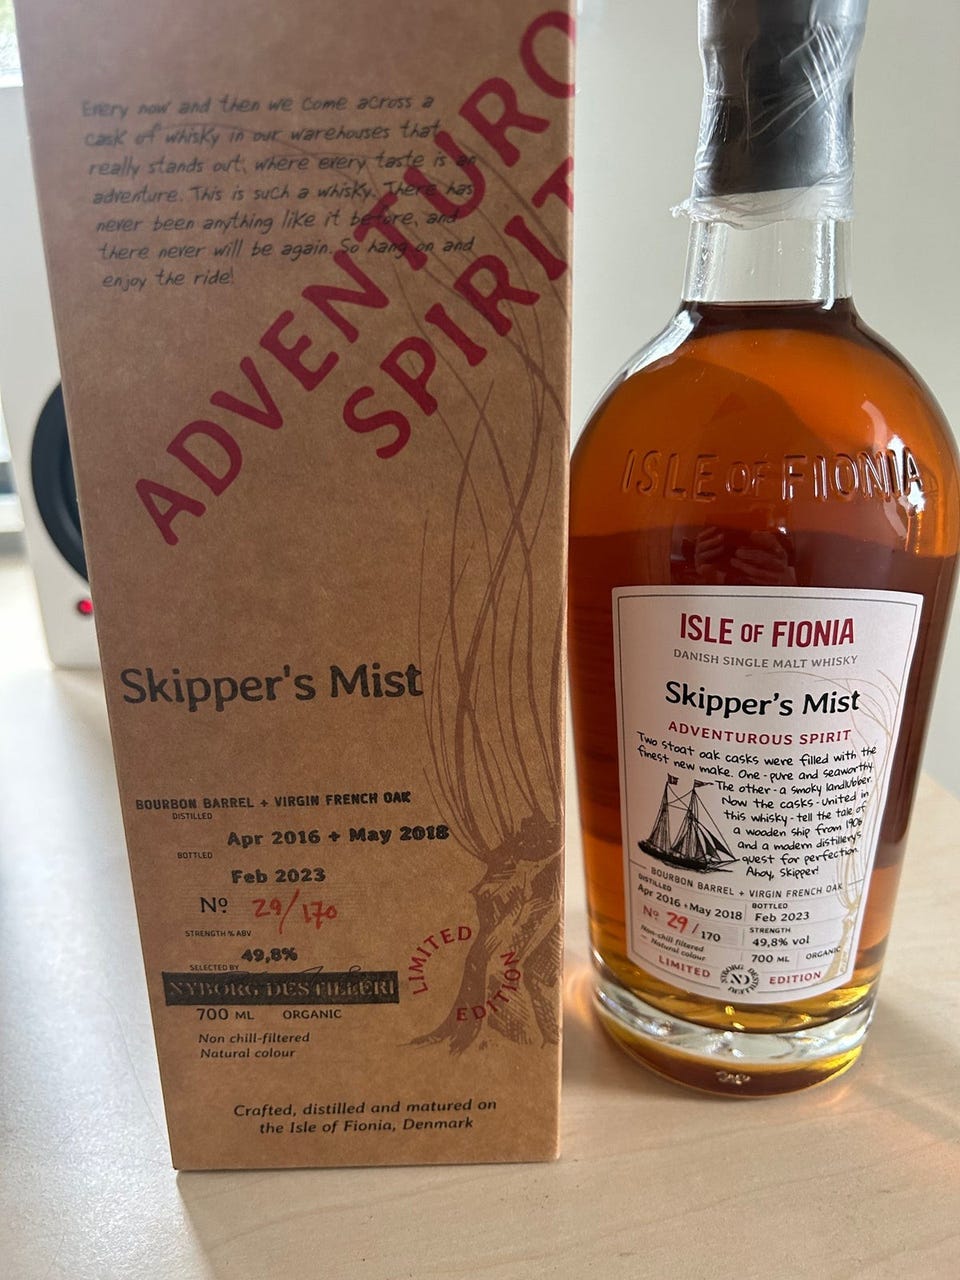 Every now and then we come across a
cask of whisky in our warehouses that
really stands out, where every taste is an
adventure. This is such a whisky. There has
never been anything like it before, and
there never will be again. So hang on and
enjoy the ride!
ADVENTURO
SPIRIT
Skipper's Mist
BOURBON BARREL + VIRGIN FRENCH OAK
DISTILLED
Apr 2016 + May 2018
BOTTLED
Feb 2023
Nº 29/170
STRENGTH % ABV
49,8%
SELECTED BY
NYBORG DESTILLERI
700 ML ORGANIC
Non chill-filtered
Natural colour
LIMITED
EDITION
Crafted, distilled and matured on
the Isle of Fionia, Denmark
ISLE OF FIONIA
ISLE OF FIONIA
DANISH SINGLE MALT WHISKY
Skipper's Mist
ADVENTUROUS SPIRIT
Two stoat oak casks were filled with the
finest new make. One - pure and seaworthy.
The other - a smoky landlubber.
Now the casks - united in
this whisky - tell the tale of
a wooden ship from 1906
and a modern distillery's
quest for perfection.
Ahoy, Skipper!
BOURBON BARREL + VIRGIN FRENCH OAK
DISTILLED
Apr 2016 + May 2018
BOTTLED
Feb 2023
Nº 29/170
STRENGTH
49,8% vol
Non-chill filtered
Natural colour
700 ML ORGANIC
LIMITED EDITION
NYBORG DESTILLERI
ND